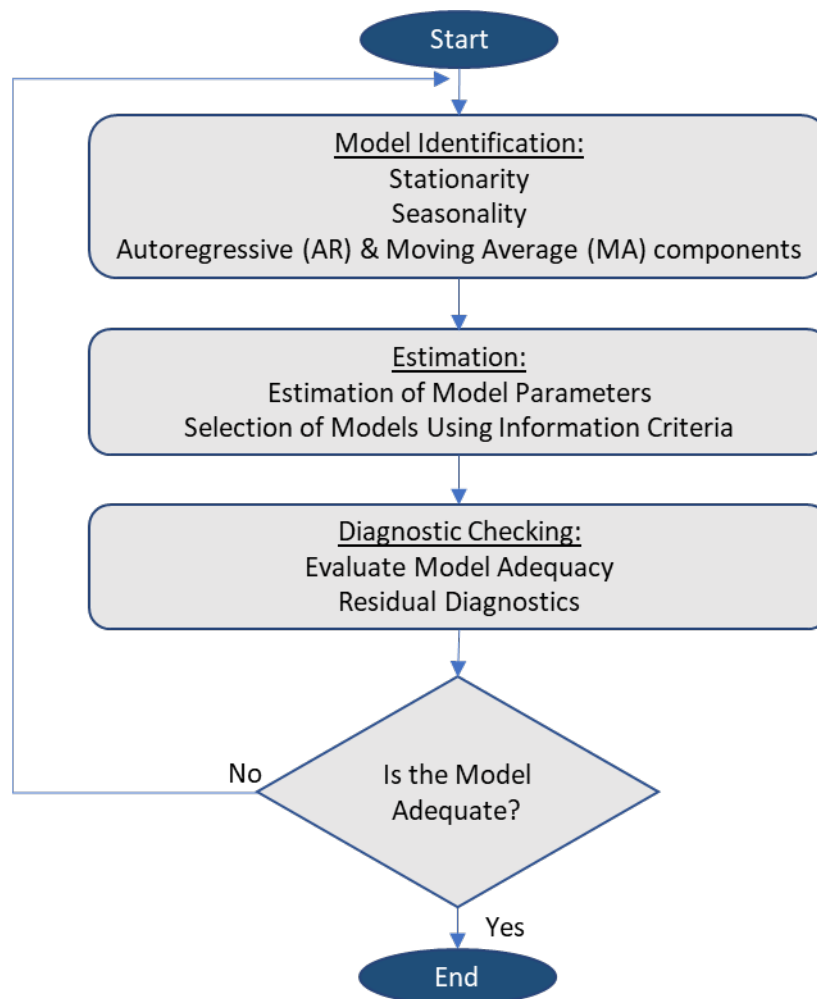 Start
Model Identification:
Stationarity
Seasonality
Autoregressive (AR) & Moving Average (MA) components
Estimation:
Estimation of Model Parameters
Selection of Models Using Information Criteria
Diagnostic Checking:
Evaluate Model Adequacy
Residual Diagnostics
No
Is the Model
Adequate?
Yes
End